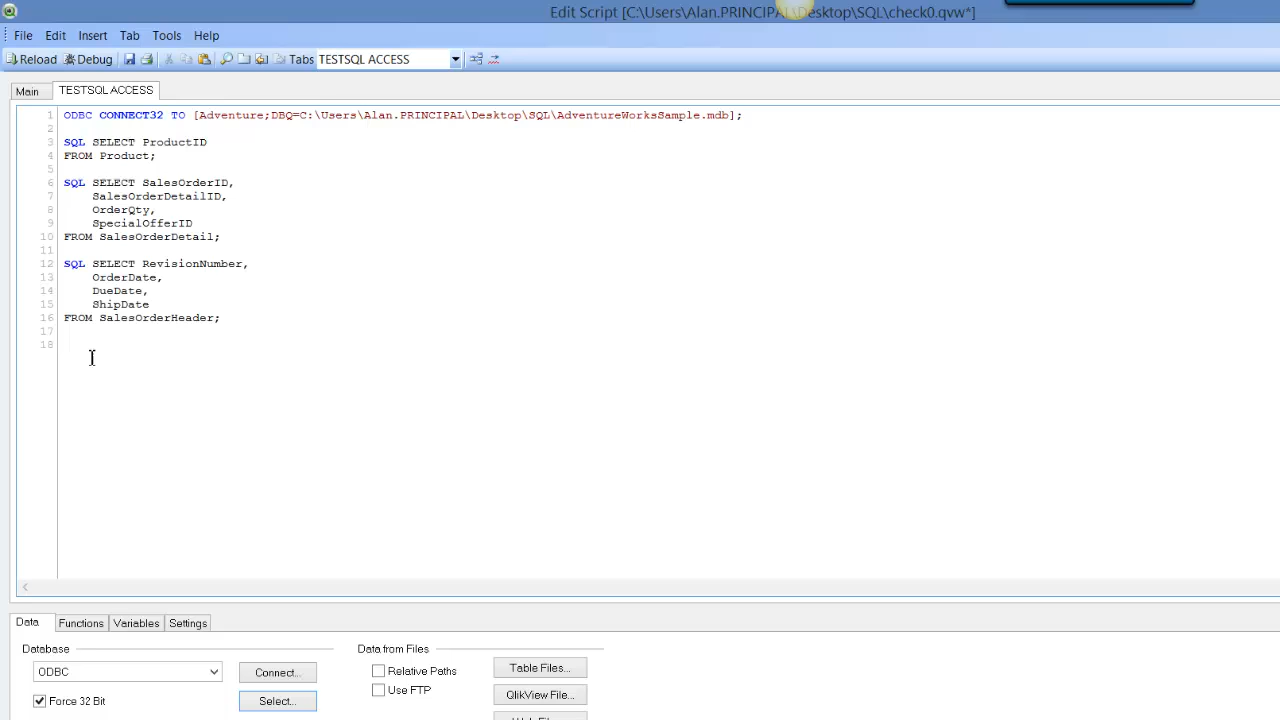 Edit Script [C:\Users\Alan.PRINCIPAL\Desktop\SQL\check0.qvw*]
File Edit Insert Tab Tools Help
Reload Debug Tabs TESTSQL ACCESS
Main TESTSQL ACCESS
1 ODBC CONNECT32 TO [Adventure;DBQ=C:\Users\Alan.PRINCIPAL\Desktop\SQL\AdventureWorksSample.mdb];
2
3 SQL SELECT ProductID
4 FROM Product;
5
6 SQL SELECT SalesOrderID,
7 SalesOrderDetailID,
8 OrderQty,
9 SpecialOfferID
10 FROM SalesOrderDetail;
11
12 SQL SELECT RevisionNumber,
13 OrderDate,
14 DueDate,
15 ShipDate
16 FROM SalesOrderHeader;
17
18
Data Functions Variables Settings
Database Data from Files
ODBC Connect... Relative Paths Table Files...
Use FTP QlikView File...
Force 32 Bit Select...